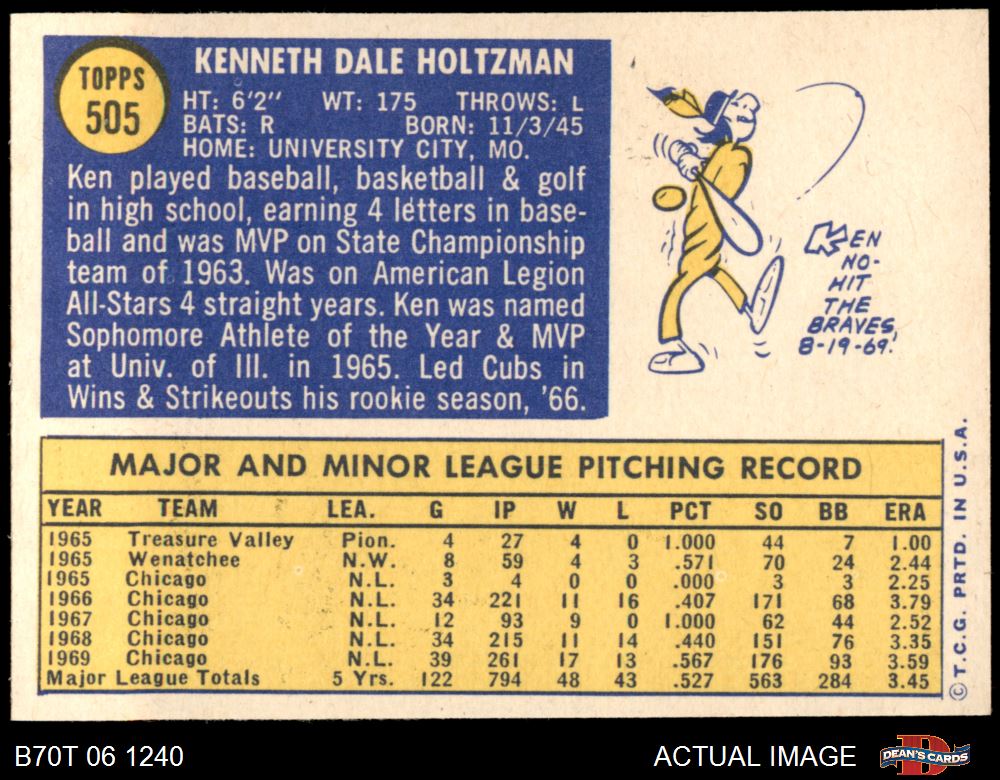 TOPPS
505
KENNETH DALE HOLTZMAN
HT: 6'2" WT: 175 THROWS: L
BATS: R BORN: 11/3/45
HOME: UNIVERSITY CITY, MO.
Ken played baseball, basketball & golf
in high school, earning 4 letters in base-
ball and was MVP on State Championship
team of 1963. Was on American Legion
All-Stars 4 straight years. Ken was named
Sophomore Athlete of the Year & MVP
at Univ. of Ill. in 1965. Led Cubs in
Wins & Strikeouts his rookie season, '66.
KEN
NO-
HIT
THE
BRAVES,
8-19-69.
MAJOR AND MINOR LEAGUE PITCHING RECORD
YEAR TEAM LEA. G IP W L PCT SO BB ERA
1965 Treasure Valley Pion. 4 27 4 0 1.000 44 7 1.00
1965 Wenatchee N.W. 8 59 4 3 .571 70 24 2.44
1965 Chicago N.L. 3 4 0 0 .000 3 3 2.25
1966 Chicago N.L. 34 221 11 16 .407 171 68 3.79
1967 Chicago N.L. 12 93 9 0 1.000 62 44 2.52
1968 Chicago N.L. 34 215 11 14 .440 151 76 3.35
1969 Chicago N.L. 39 261 17 13 .567 176 93 3.59
Major League Totals 5 Yrs. 122 794 48 43 .527 563 284 3.45
© T.C.G. PRTD. IN U.S.A.
B70T 06 1240
ACTUAL IMAGE
DEAN'S CARDS